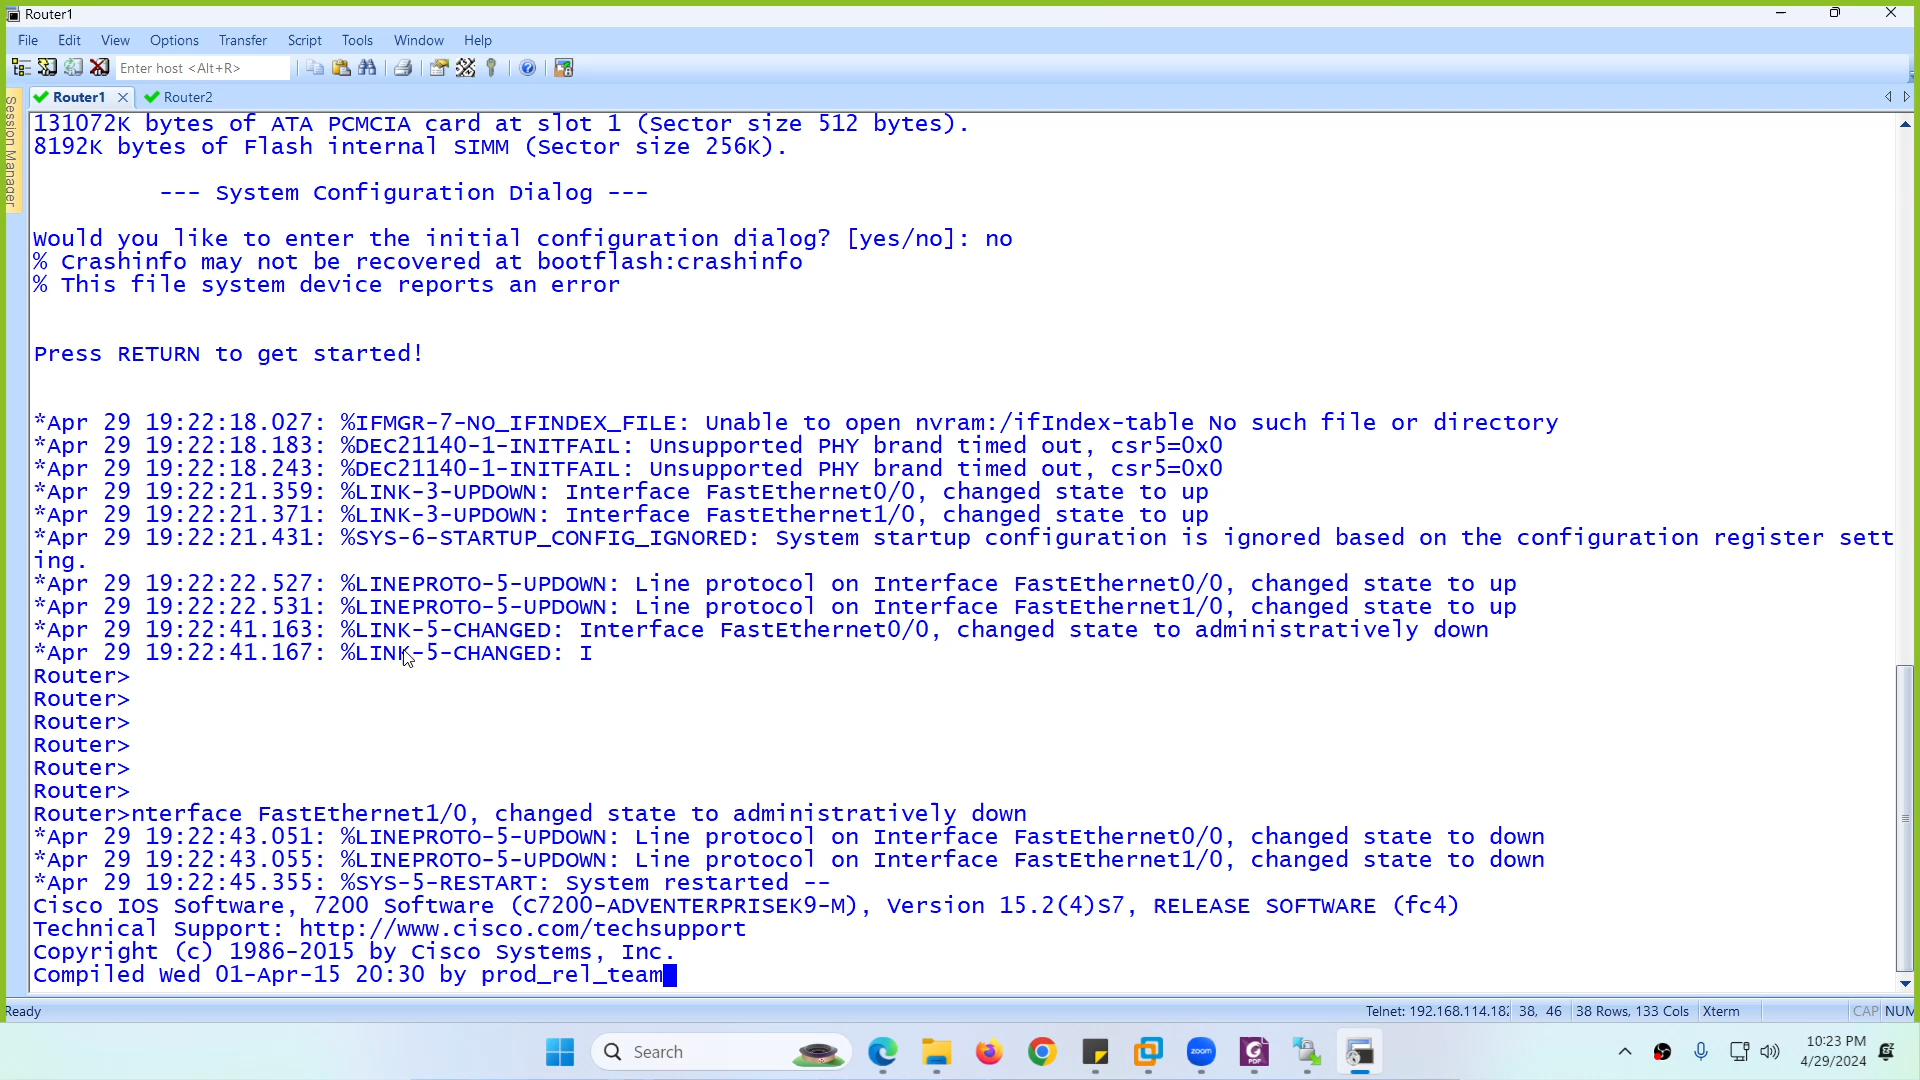 Router1
File Edit View Options Transfer Script Tools Window Help
Enter host <Alt+R>
Router1 Router2
Session Manager
131072K bytes of ATA PCMCIA card at slot 1 (Sector size 512 bytes).
8192K bytes of Flash internal SIMM (Sector size 256K).
--- System Configuration Dialog ---
Would you like to enter the initial configuration dialog? [yes/no]: no
% Crashinfo may not be recovered at bootflash:crashinfo
% This file system device reports an error
Press RETURN to get started!
*Apr 29 19:22:18.027: %IFMGR-7-NO_IFINDEX_FILE: Unable to open nvram:/ifIndex-table No such file or directory
*Apr 29 19:22:18.183: %DEC21140-1-INITFAIL: Unsupported PHY brand timed out, csr5=0x0
*Apr 29 19:22:18.243: %DEC21140-1-INITFAIL: Unsupported PHY brand timed out, csr5=0x0
*Apr 29 19:22:21.359: %LINK-3-UPDOWN: Interface FastEthernet0/0, changed state to up
*Apr 29 19:22:21.371: %LINK-3-UPDOWN: Interface FastEthernet1/0, changed state to up
*Apr 29 19:22:21.431: %SYS-6-STARTUP_CONFIG_IGNORED: System startup configuration is ignored based on the configuration register sett
ing.
*Apr 29 19:22:22.527: %LINEPROTO-5-UPDOWN: Line protocol on Interface FastEthernet0/0, changed state to up
*Apr 29 19:22:22.531: %LINEPROTO-5-UPDOWN: Line protocol on Interface FastEthernet1/0, changed state to up
*Apr 29 19:22:41.163: %LINK-5-CHANGED: Interface FastEthernet0/0, changed state to administratively down
*Apr 29 19:22:41.167: %LINK-5-CHANGED: I
Router>
Router>
Router>
Router>
Router>
Router>
Router>nterface FastEthernet1/0, changed state to administratively down
*Apr 29 19:22:43.051: %LINEPROTO-5-UPDOWN: Line protocol on Interface FastEthernet0/0, changed state to down
*Apr 29 19:22:43.055: %LINEPROTO-5-UPDOWN: Line protocol on Interface FastEthernet1/0, changed state to down
*Apr 29 19:22:45.355: %SYS-5-RESTART: System restarted --
Cisco IOS Software, 7200 Software (C7200-ADVENTERPRISEK9-M), Version 15.2(4)S7, RELEASE SOFTWARE (fc4)
Technical Support: http://www.cisco.com/techsupport
Copyright (c) 1986-2015 by Cisco Systems, Inc.
Compiled Wed 01-Apr-15 20:30 by prod_rel_team
Ready Telnet: 192.168.114.182 38, 46 38 Rows, 133 Cols Xterm CAP NUM
Search zoom PDF 10:23 PM
4/29/2024